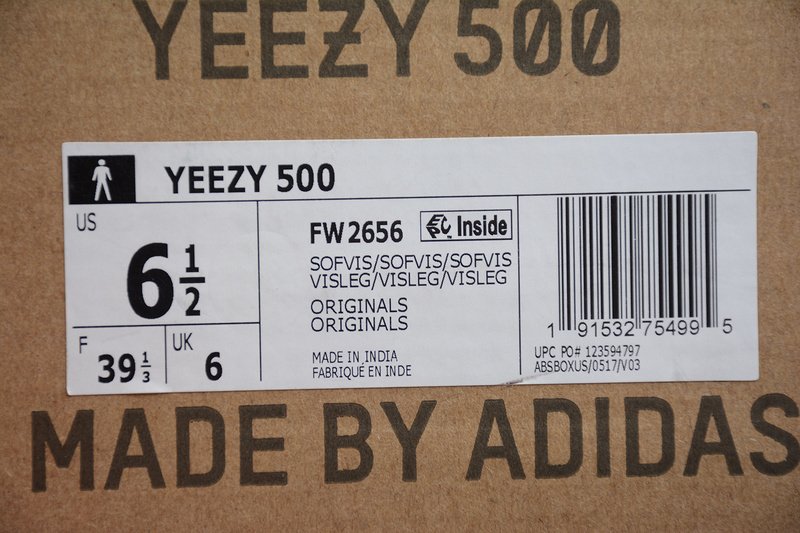 YEEZY 500
YEEZY 500
US
6 1/2
F
39 1/3
UK
6
FW2656
EPC Inside
SOFVIS/SOFVIS/SOFVIS
VISLEG/VISLEG/VISLEG
ORIGINALS
ORIGINALS
MADE IN INDIA
FABRIQUÉ EN INDE
1 91532 75499 5
UPC PO# 123594797
ABSBOXUS/0517/V03
MADE BY ADIDAS